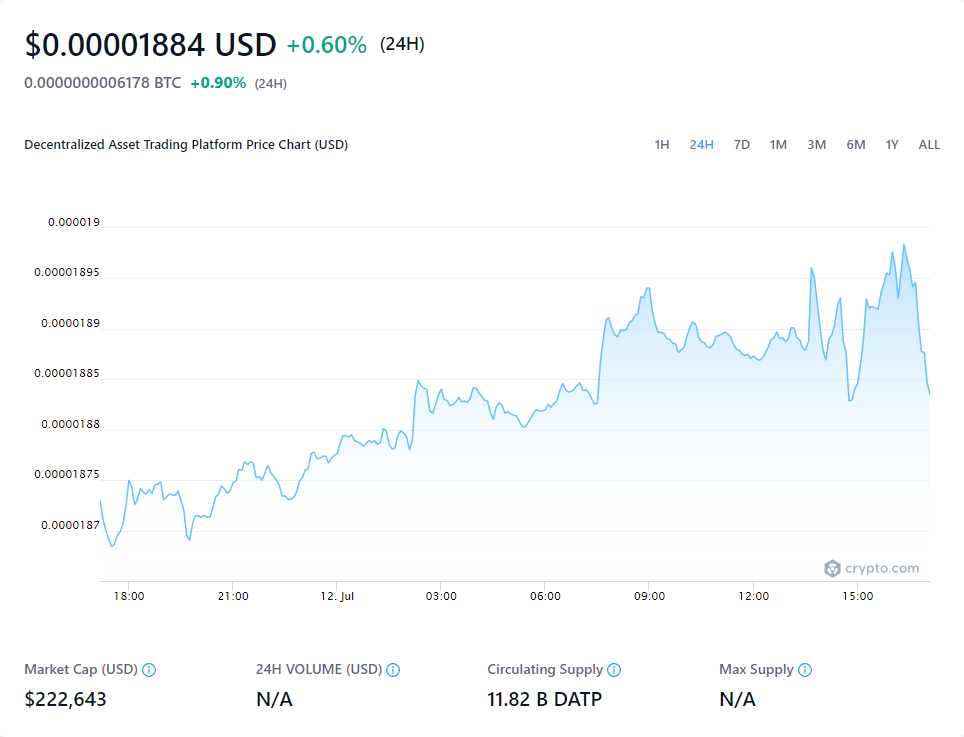 $0.00001884 USD +0.60% (24H)
0.0000000006178 BTC +0.90% (24H)
Decentralized Asset Trading Platform Price Chart (USD) 1H 24H 7D 1M 3M 6M 1Y ALL
0.000019
0.00001895
0.0000189
0.00001885
0.0000188
0.00001875
0.0000187
crypto.com
18:00 21:00 12. Jul 03:00 06:00 09:00 12:00 15:00
Market Cap (USD) 24H VOLUME (USD) Circulating Supply Max Supply
$222,643 N/A 11.82 B DATP N/A